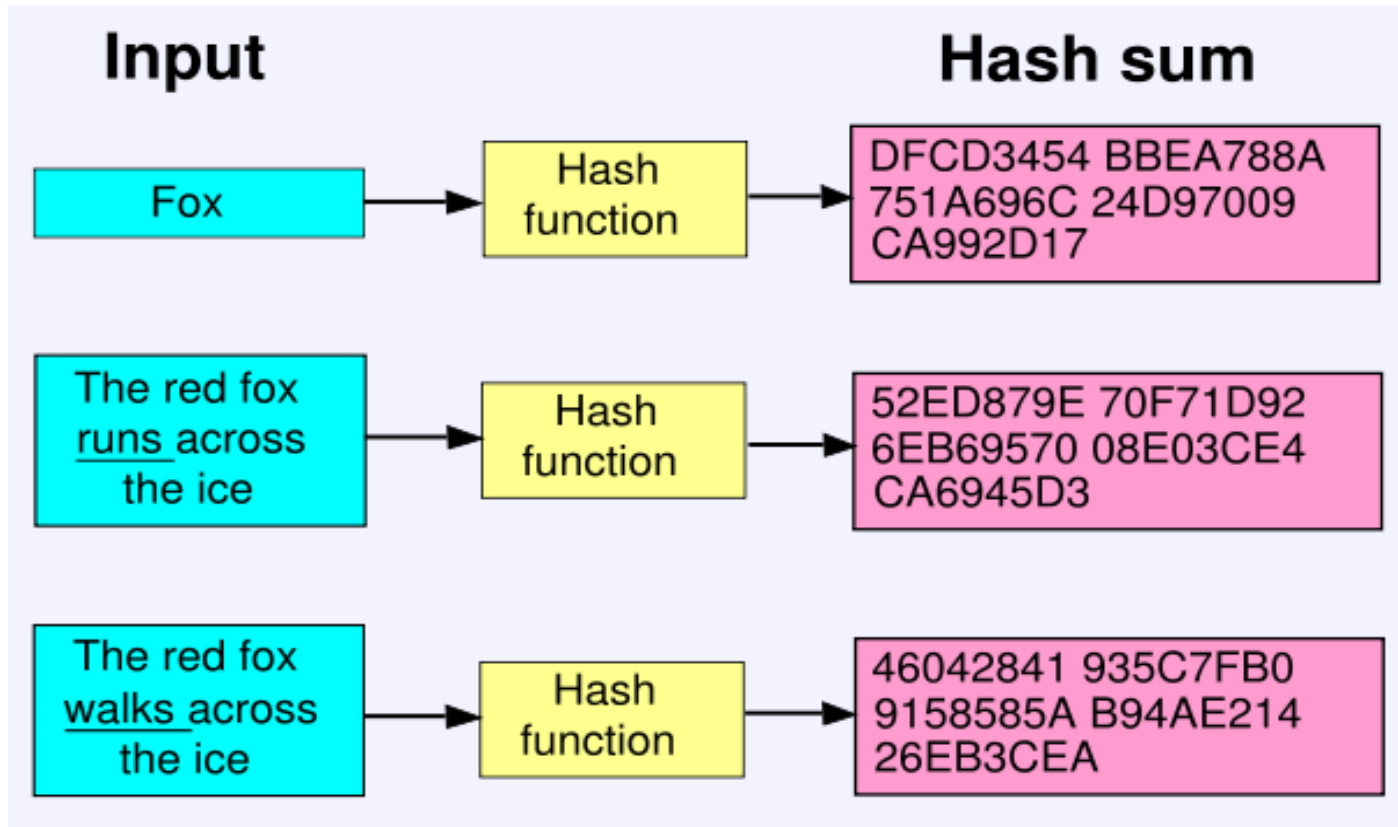 Input
Hash sum
Fox
Hash
function
DFCD3454 BBEA788A
751A696C 24D97009
CA992D17
The red fox
runs across
the ice
Hash
function
52ED879E 70F71D92
6EB69570 08E03CE4
CA6945D3
The red fox
walks across
the ice
Hash
function
46042841 935C7FB0
9158585A B94AE214
26EB3CEA